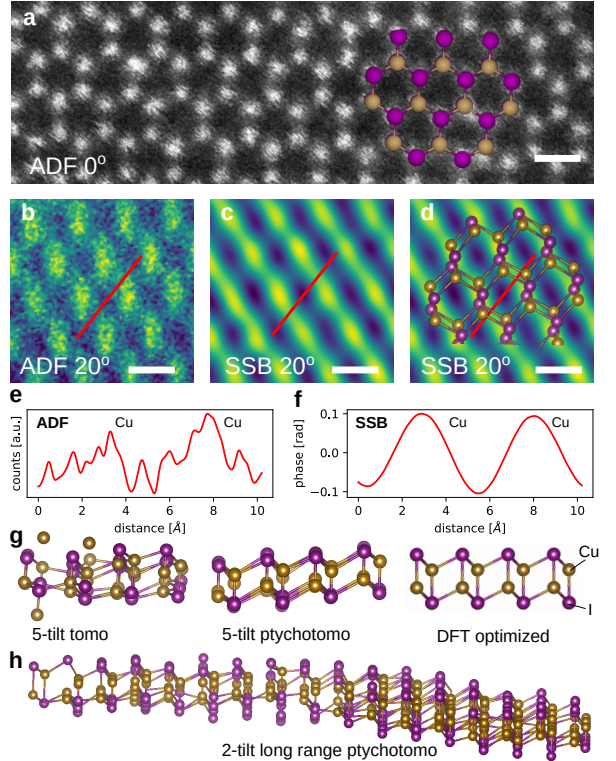 a
ADF 0°
b
ADF 20°
c
SSB 20°
d
SSB 20°
e
ADF
Cu
Cu
counts [a.u.]
0 2 4 6 8 10
distance [Å]
f
SSB
Cu
Cu
phase [rad]
0.1
0.0
−0.1
0 2 4 6 8 10
distance [Å]
g
Cu
I
5-tilt tomo
5-tilt ptychotomo
DFT optimized
h
2-tilt long range ptychotomo